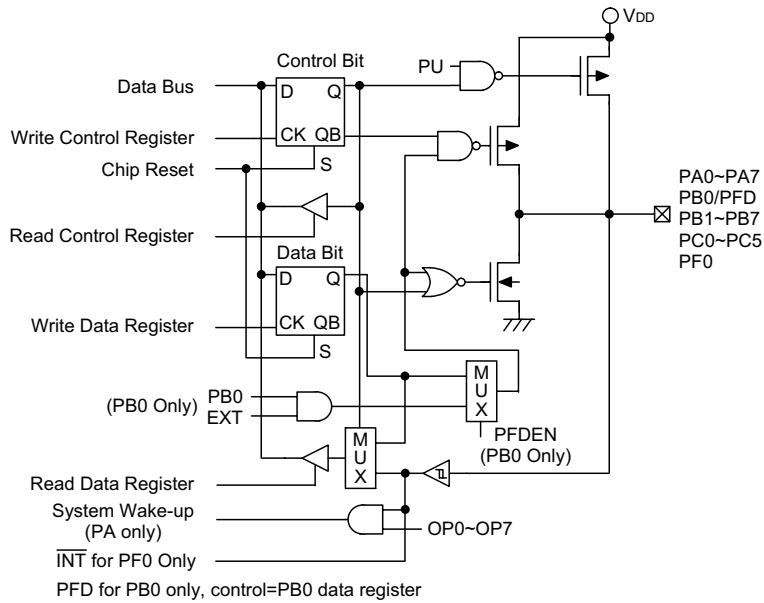 VDD
Control Bit
PU
Data Bus
D Q
Write Control Register
CK QB
Chip Reset
S
PA0~PA7
PB0/PFD
PB1~PB7
PC0~PC5
PF0
Read Control Register
Data Bit
D Q
Write Data Register
CK QB
S
MUX
(PB0 Only)
PB0
EXT
PFDEN
(PB0 Only)
MUX
Read Data Register
System Wake-up
(PA only)
OP0~OP7
INT for PF0 Only
PFD for PB0 only, control=PB0 data register